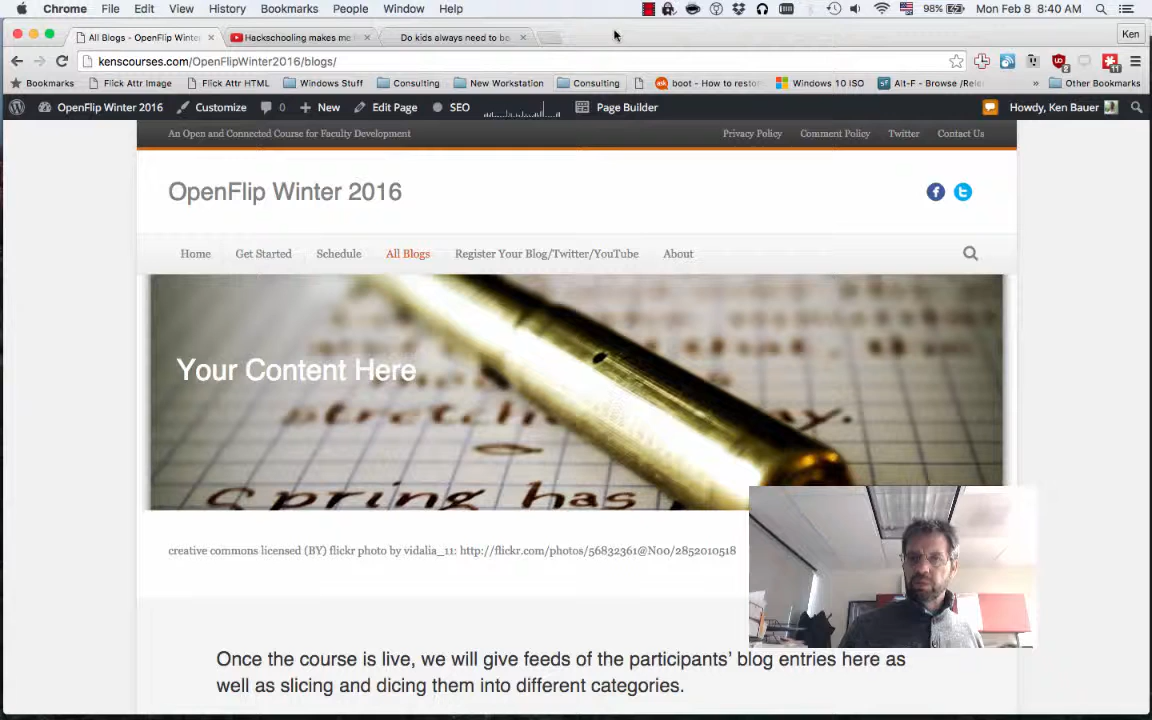 Chrome File Edit View History Bookmarks People Window Help 98% Mon Feb 8 8:40 AM
All Blogs - OpenFlip Winter Hackschooling makes me Do kids always need to be Ken
kenscourses.com/OpenFlipWinter2016/blogs/
Bookmarks Flick Attr Image Flick Attr HTML Windows Stuff Consulting New Workstation Consulting boot - How to restor Windows 10 ISO Alt-F - Browse /Rele » Other Bookmarks
OpenFlip Winter 2016 Customize 0 New Edit Page SEO Page Builder Howdy, Ken Bauer
An Open and Connected Course for Faculty Development Privacy Policy Comment Policy Twitter Contact Us
OpenFlip Winter 2016
Home Get Started Schedule All Blogs Register Your Blog/Twitter/YouTube About
Your Content Here
stretch ay.
Spring has
creative commons licensed (BY) flickr photo by vidalia_11: http://flickr.com/photos/56832361@N00/2852010518
Once the course is live, we will give feeds of the participants' blog entries here as
well as slicing and dicing them into different categories.